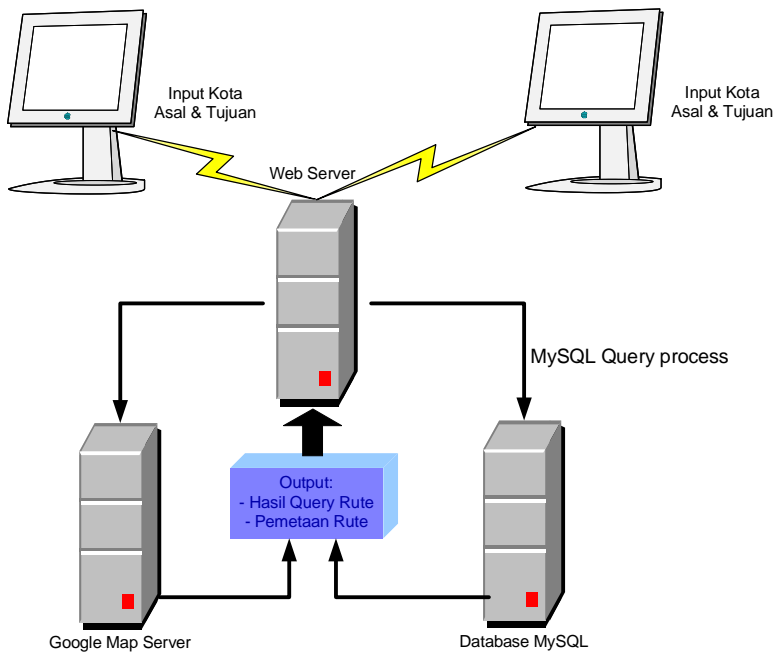 Input Kota
Asal & Tujuan
Input Kota
Asal & Tujuan
Web Server
MySQL Query process
Output:
- Hasil Query Rute
- Pemetaan Rute
Google Map Server
Database MySQL